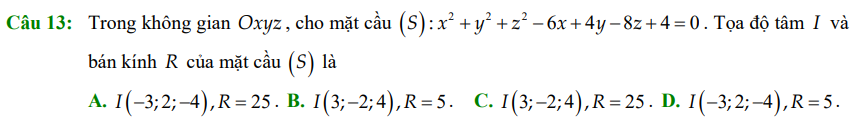 Câu 13: Trong không gian Oxyz, cho mặt cầu (S): x² + y² + z² − 6x + 4y − 8z + 4 = 0. Tọa độ tâm I và
bán kính R của mặt cầu (S) là
A. I(−3;2;−4), R = 25. B. I(3;−2;4), R = 5. C. I(3;−2;4), R = 25. D. I(−3;2;−4), R = 5.